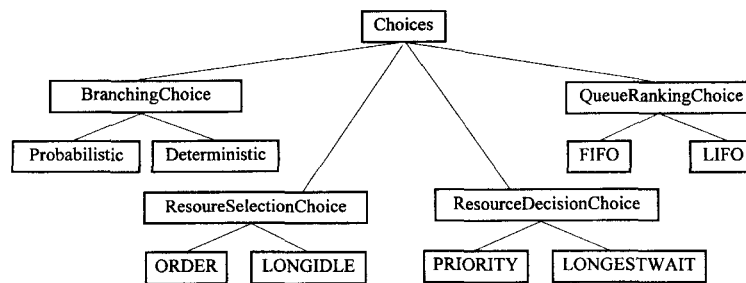 Choices
BranchingChoice
QueueRankingChoice
Probabilistic
Deterministic
FIFO
LIFO
ResoureSelectionChoice
ResourceDecisionChoice
ORDER
LONGIDLE
PRIORITY
LONGESTWAIT